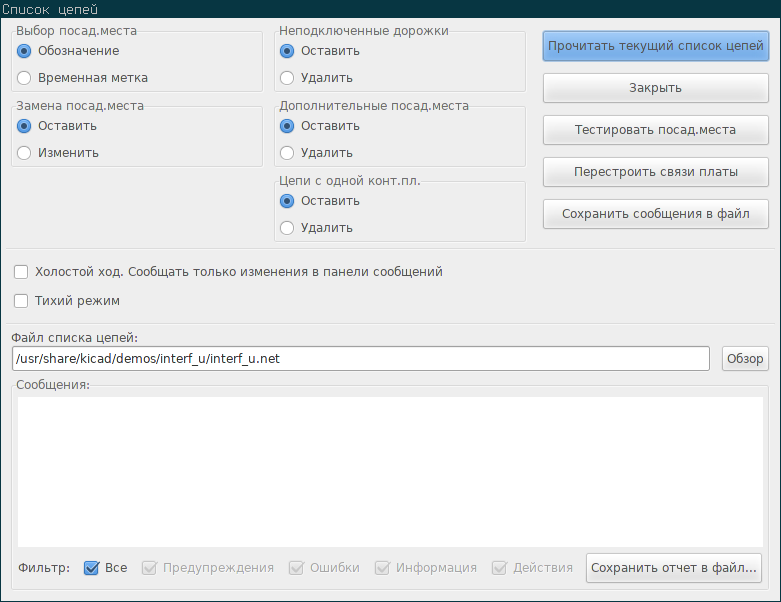 Список цепей
Выбор посад.места
Обозначение
Временная метка
Замена посад.места
Оставить
Изменить
Неподключенные дорожки
Оставить
Удалить
Дополнительные посад.места
Оставить
Удалить
Цепи с одной конт.пл.
Оставить
Удалить
Прочитать текущий список цепей
Закрыть
Тестировать посад.места
Перестроить связи платы
Сохранить сообщения в файл
Холостой ход. Сообщать только изменения в панели сообщений
Тихий режим
Файл списка цепей:
/usr/share/kicad/demos/interf_u/interf_u.net
Обзор
Сообщения:
Фильтр: Все Предупреждения Ошибки Информация Действия Сохранить отчет в файл...